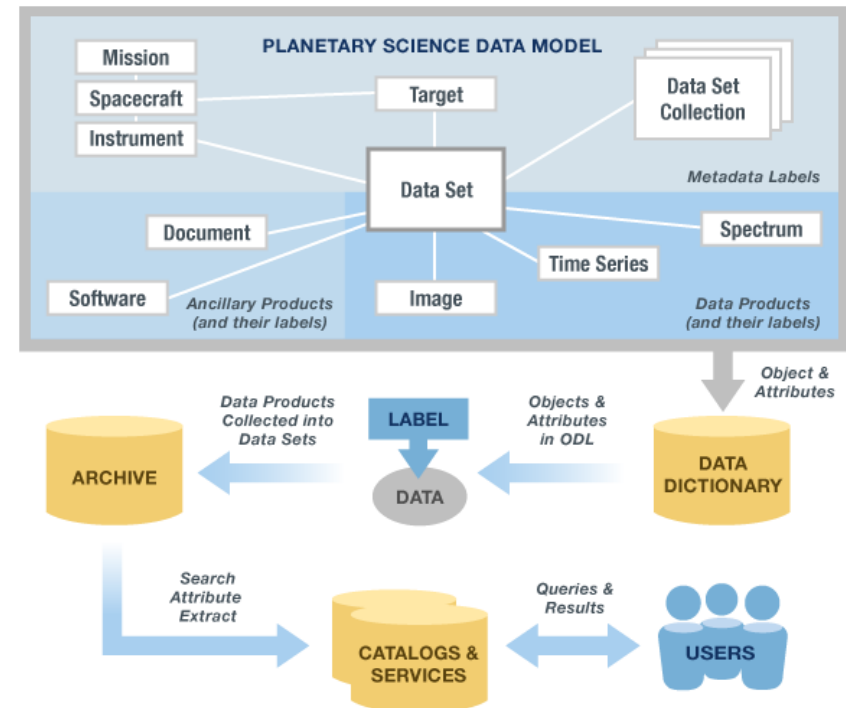 PLANETARY SCIENCE DATA MODEL
Mission
Spacecraft
Instrument
Target
Data Set
Collection
Data Set
Metadata Labels
Document
Software
Ancillary Products
(and their labels)
Image
Time Series
Spectrum
Data Products
(and their labels)
Object &
Attributes
Data Products
Collected into
Data Sets
LABEL
DATA
Objects &
Attributes
in ODL
ARCHIVE
DATA
DICTIONARY
Search
Attribute
Extract
CATALOGS &
SERVICES
Queries &
Results
USERS